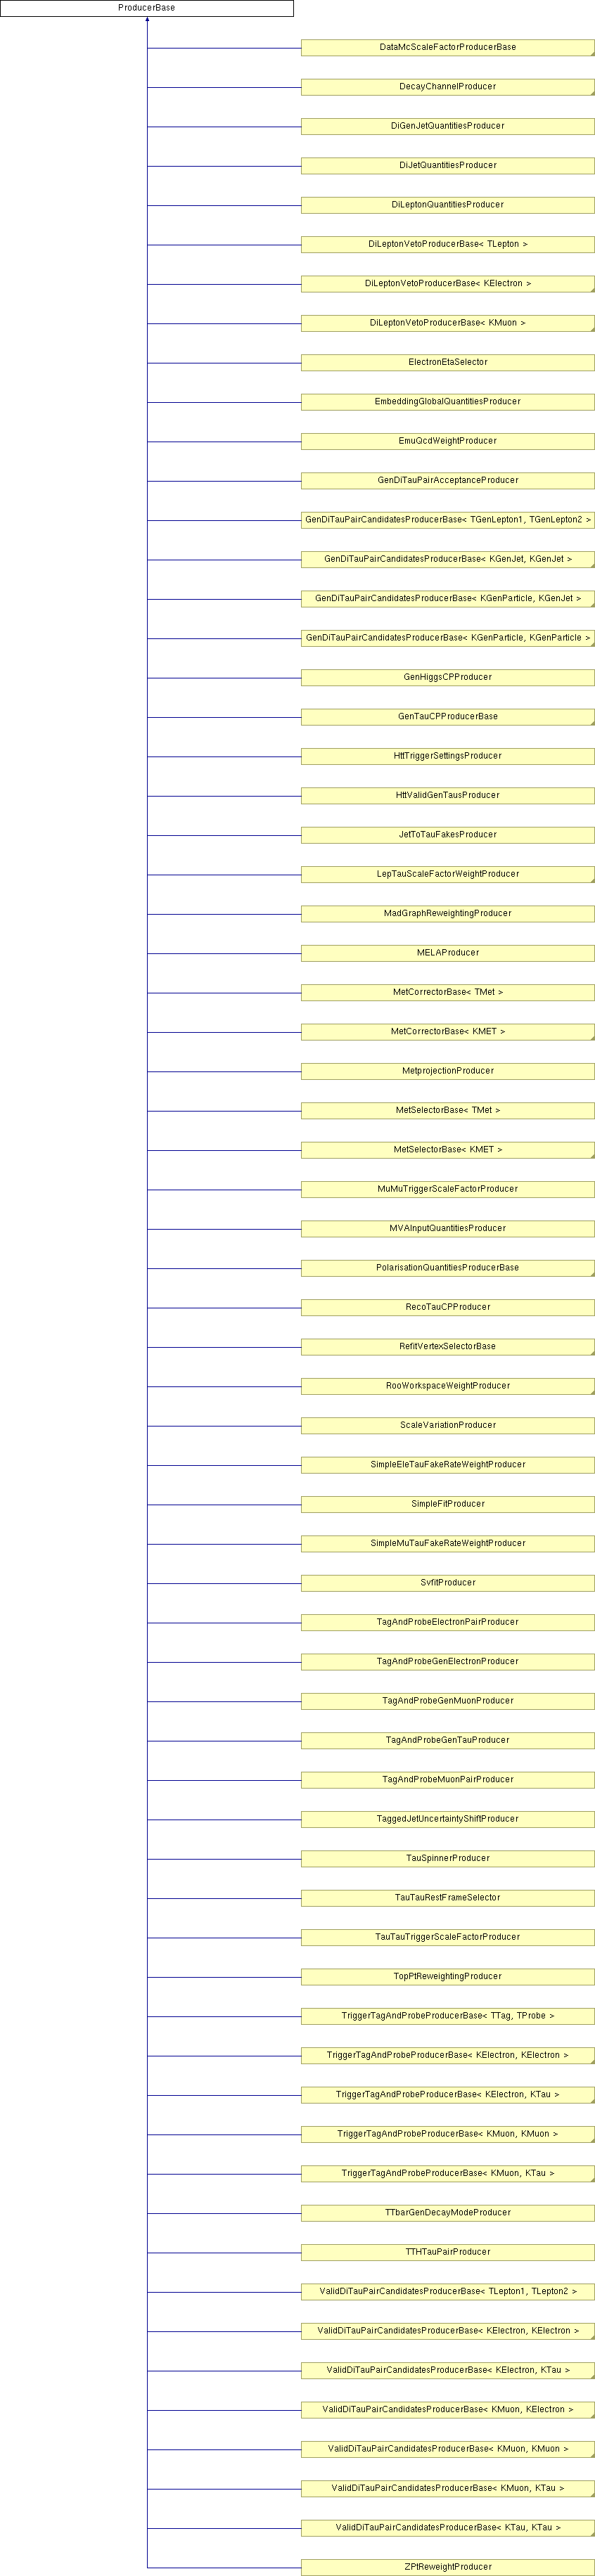 ProducerBase
DataMcScaleFactorProducerBase
DecayChannelProducer
DiGenJetQuantitiesProducer
DiJetQuantitiesProducer
DiLeptonQuantitiesProducer
DiLeptonVetoProducerBase< TLepton >
DiLeptonVetoProducerBase< KElectron >
DiLeptonVetoProducerBase< KMuon >
ElectronEtaSelector
EmbeddingGlobalQuantitiesProducer
EmuQcdWeightProducer
GenDiTauPairAcceptanceProducer
GenDiTauPairCandidatesProducerBase< TGenLepton1, TGenLepton2 >
GenDiTauPairCandidatesProducerBase< KGenJet, KGenJet >
GenDiTauPairCandidatesProducerBase< KGenParticle, KGenJet >
GenDiTauPairCandidatesProducerBase< KGenParticle, KGenParticle >
GenHiggsCPProducer
GenTauCPProducerBase
HttTriggerSettingsProducer
HttValidGenTausProducer
JetToTauFakesProducer
LepTauScaleFactorWeightProducer
MadGraphReweightingProducer
MELAProducer
MetCorrectorBase< TMet >
MetCorrectorBase< KMET >
MetprojectionProducer
MetSelectorBase< TMet >
MetSelectorBase< KMET >
MuMuTriggerScaleFactorProducer
MVAInputQuantitiesProducer
PolarisationQuantitiesProducerBase
RecoTauCPProducer
RefitVertexSelectorBase
RooWorkspaceWeightProducer
ScaleVariationProducer
SimpleEleTauFakeRateWeightProducer
SimpleFitProducer
SimpleMuTauFakeRateWeightProducer
SvfitProducer
TagAndProbeElectronPairProducer
TagAndProbeGenElectronProducer
TagAndProbeGenMuonProducer
TagAndProbeGenTauProducer
TagAndProbeMuonPairProducer
TaggedJetUncertaintyShiftProducer
TauSpinnerProducer
TauTauRestFrameSelector
TauTauTriggerScaleFactorProducer
TopPtReweightingProducer
TriggerTagAndProbeProducerBase< TTag, TProbe >
TriggerTagAndProbeProducerBase< KElectron, KElectron >
TriggerTagAndProbeProducerBase< KElectron, KTau >
TriggerTagAndProbeProducerBase< KMuon, KMuon >
TriggerTagAndProbeProducerBase< KMuon, KTau >
TTbarGenDecayModeProducer
TTHTauPairProducer
ValidDiTauPairCandidatesProducerBase< TLepton1, TLepton2 >
ValidDiTauPairCandidatesProducerBase< KElectron, KElectron >
ValidDiTauPairCandidatesProducerBase< KElectron, KTau >
ValidDiTauPairCandidatesProducerBase< KMuon, KElectron >
ValidDiTauPairCandidatesProducerBase< KMuon, KMuon >
ValidDiTauPairCandidatesProducerBase< KMuon, KTau >
ValidDiTauPairCandidatesProducerBase< KTau, KTau >
ZPtReweightProducer